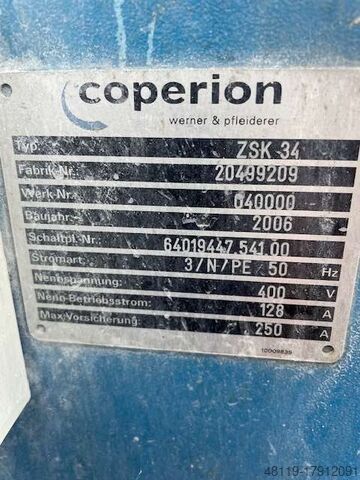 coperion
werner & pfleiderer
Typ ZSK 34
Fabrik-Nr.: 20499209
Werk-Nr. 040000
Baujahr: 2006
Schaltpl.-Nr.: 64019447.541.00
Stromart: 3/N/PE 50 Hz
Nennspannung: 400 V
Nenn-Betriebsstrom: 128 A
Max.Vorsicherung: 250 A
10009835
48119-17912091